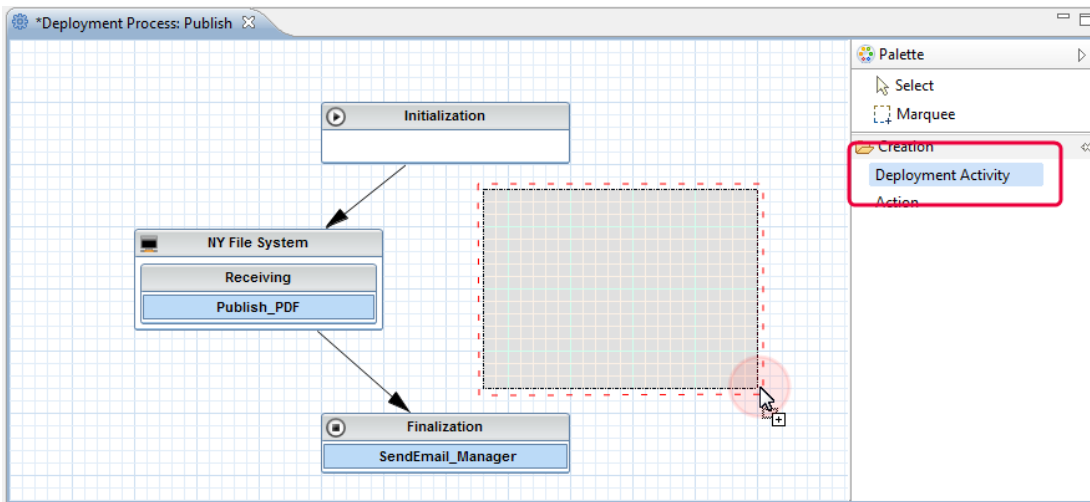 *Deployment Process: Publish
Palette
Select
Marquee
Creation
Deployment Activity
Action
Initialization
NY File System
Receiving
Publish_PDF
Finalization
SendEmail_Manager